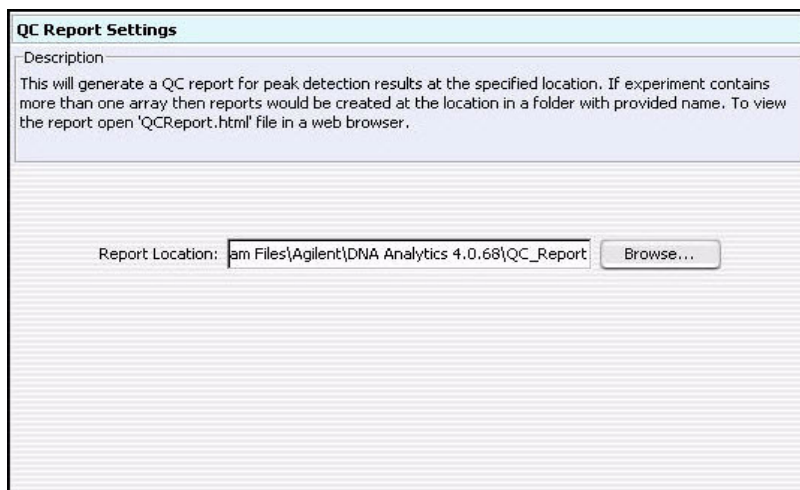 QC Report Settings
Description
This will generate a QC report for peak detection results at the specified location. If experiment contains
more than one array then reports would be created at the location in a folder with provided name. To view
the report open 'QCReport.html' file in a web browser.
Report Location: am Files\Agilent\DNA Analytics 4.0.68\QC_Report Browse...